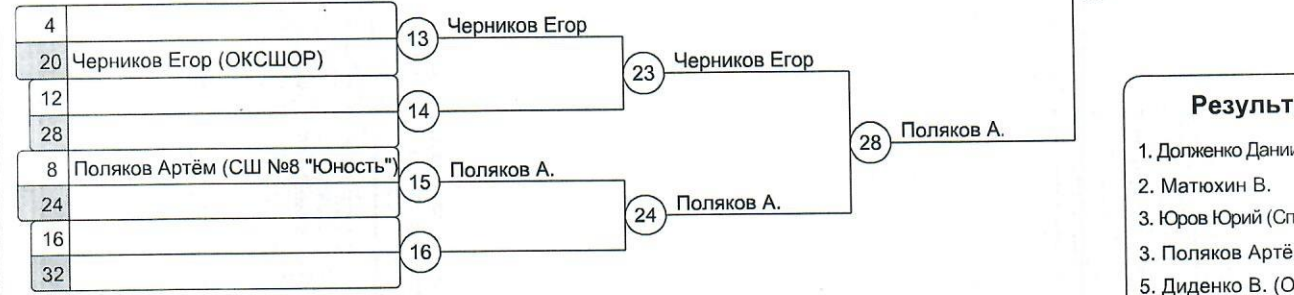 4
20 Черников Егор (ОКСШОР)
12
28
8 Поляков Артём (СШ №8 "Юность")
24
16
32
13
14
15
16
Черников Егор
Поляков А.
23
24
Черников Егор
Поляков А.
28
Поляков А.
Результ
1. Долженко Дании
2. Матюхин В.
3. Юров Юрий (Сп
3. Поляков Артё
5. Диденко В. (О